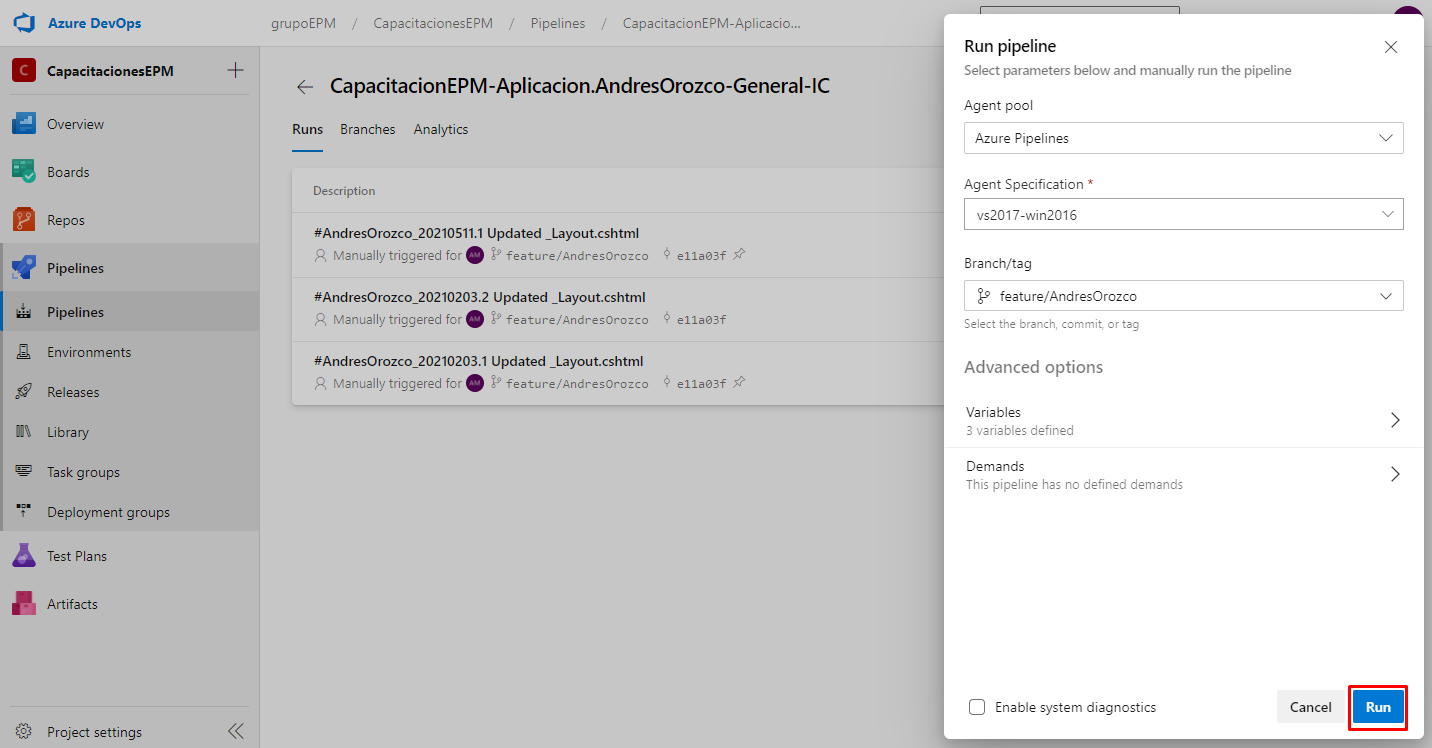 Azure DevOps
grupoEPM / CapacitacionesEPM / Pipelines / CapacitacionEPM-Aplicacio...
C CapacitacionesEPM
Overview
Boards
Repos
Pipelines
Pipelines
Environments
Releases
Library
Task groups
Deployment groups
Test Plans
Artifacts
Project settings
CapacitacionEPM-Aplicacion.AndresOrozco-General-IC
Runs Branches Analytics
Description
#AndresOrozco_20210511.1 Updated _Layout.cshtml
Manually triggered for AM feature/AndresOrozco e11a03f
#AndresOrozco_20210203.2 Updated _Layout.cshtml
Manually triggered for AM feature/AndresOrozco e11a03f
#AndresOrozco_20210203.1 Updated _Layout.cshtml
Manually triggered for AM feature/AndresOrozco e11a03f
Run pipeline
Select parameters below and manually run the pipeline
Agent pool
Azure Pipelines
Agent Specification *
vs2017-win2016
Branch/tag
feature/AndresOrozco
Select the branch, commit, or tag
Advanced options
Variables
3 variables defined
Demands
This pipeline has no defined demands
Enable system diagnostics
Cancel
Run